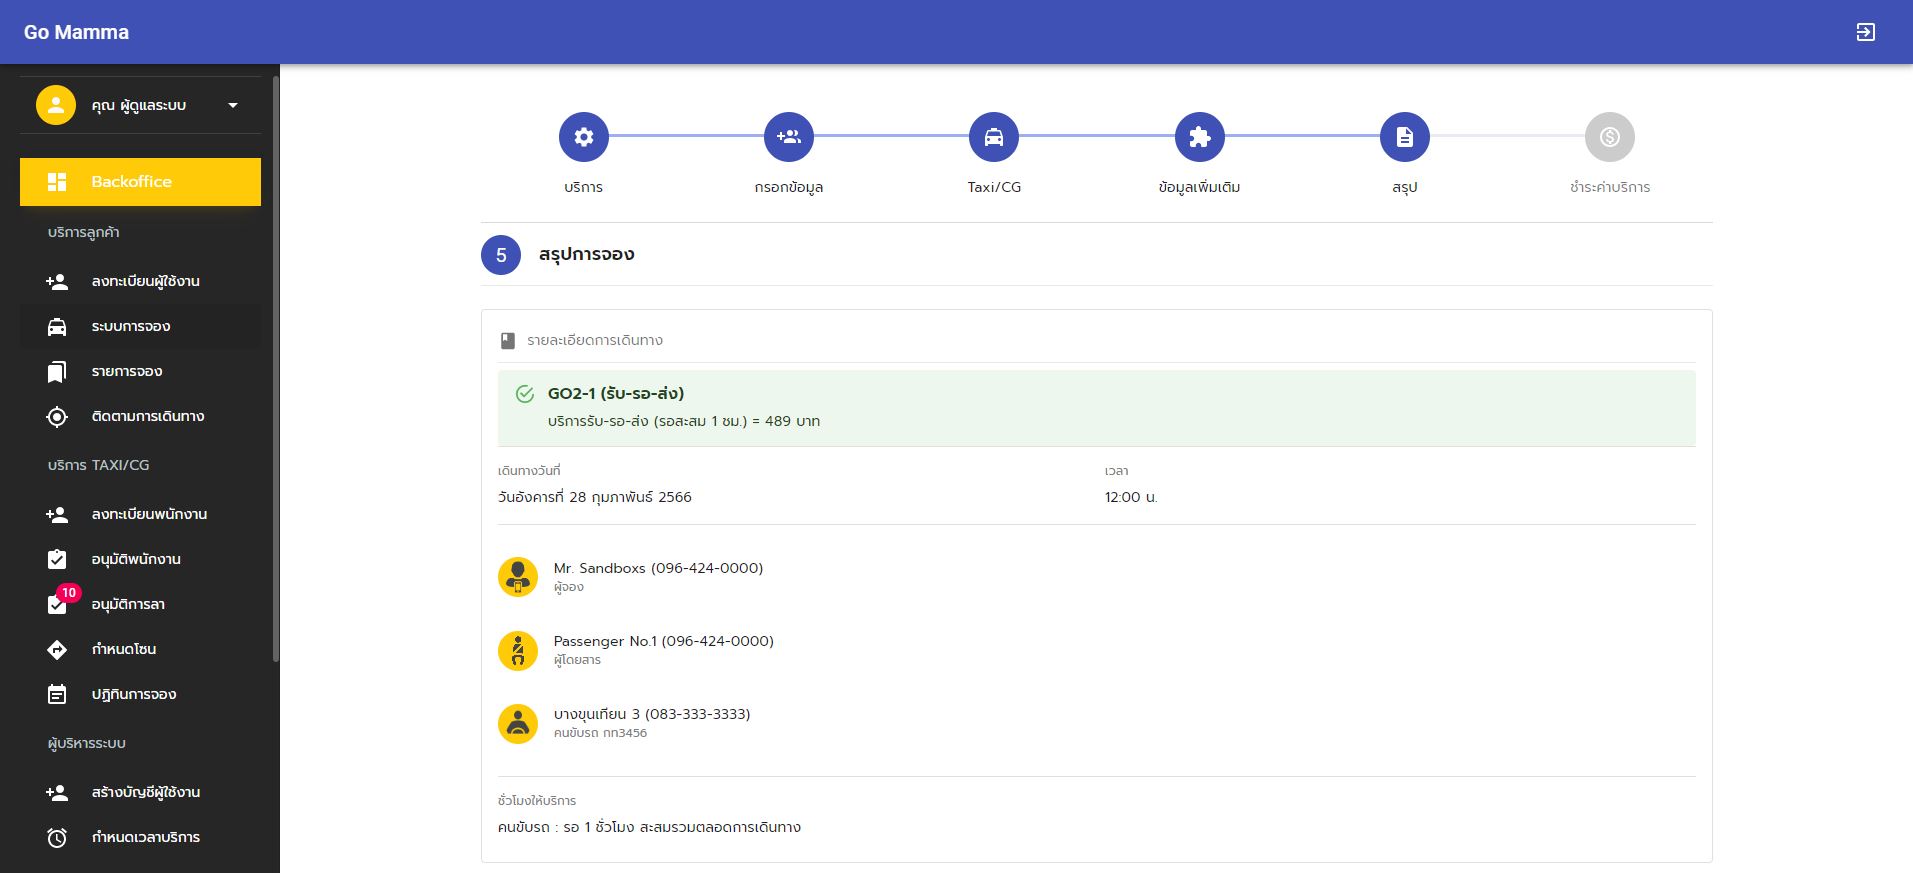 Go Mamma
คุณ ผู้ดูแลระบบ
Backoffice
บริการลูกค้า
ลงทะเบียนผู้ใช้งาน
ระบบการจอง
รายการจอง
ติดตามการเดินทาง
บริการ TAXI/CG
ลงทะเบียนพนักงาน
อนุมัติพนักงาน
10
อนุมัติการลา
กำหนดโซน
ปฏิทินการจอง
ผู้บริหารระบบ
สร้างบัญชีผู้ใช้งาน
กำหนดเวลาบริการ
บริการ
กรอกข้อมูล
Taxi/CG
ข้อมูลเพิ่มเติม
สรุป
ชำระค่าบริการ
5 สรุปการจอง
รายละเอียดการเดินทาง
GO2-1 (รับ-รอ-ส่ง)
บริการรับ-รอ-ส่ง (รอสะสม 1 ชม.) = 489 บาท
เดินทางวันที่
วันอังคารที่ 28 กุมภาพันธ์ 2566
เวลา
12:00 น.
Mr. Sandboxs (096-424-0000)
ผู้จอง
Passenger No.1 (096-424-0000)
ผู้โดยสาร
บางขุนเทียน 3 (083-333-3333)
คนขับรถ กท3456
ชั่วโมงให้บริการ
คนขับรถ : รอ 1 ชั่วโมง สะสมรวมตลอดการเดินทาง